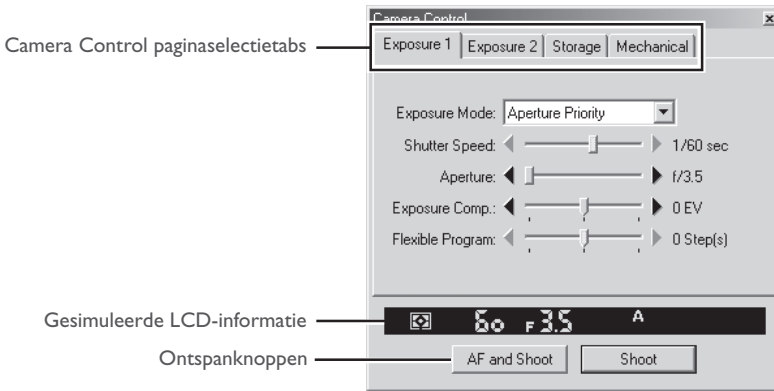 Camera Control
Camera Control paginaselectietabs
Exposure 1 Exposure 2 Storage Mechanical
Exposure Mode: Aperture Priority
Shutter Speed: 1/60 sec
Aperture: f/3.5
Exposure Comp.: 0 EV
Flexible Program: 0 Step(s)
Gesimuleerde LCD-informatie
60 F3.5 A
Ontspanknoppen
AF and Shoot Shoot